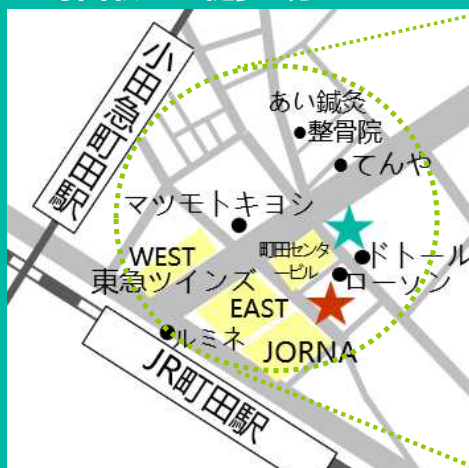 小田急町田駅
あい鍼灸
整骨院
てんや
マツモトキヨシ
WEST
東急ツインズ
EAST
町田センタ
ービル
ドトール
ローソン
ルミネ
JORNA
JR町田駅